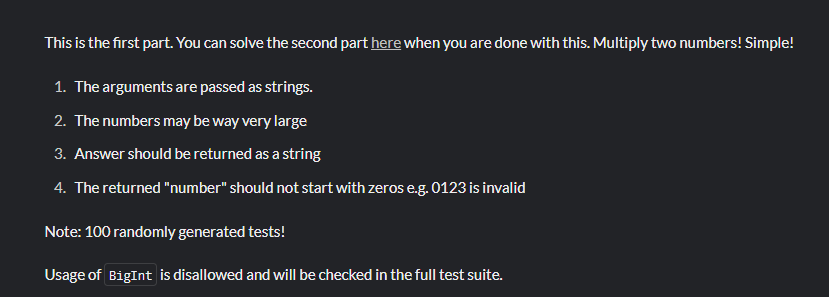 This is the first part. You can solve the second part here when you are done with this. Multiply two numbers! Simple!
1. The arguments are passed as strings.
2. The numbers may be way very large
3. Answer should be returned as a string
4. The returned "number" should not start with zeros e.g. 0123 is invalid
Note: 100 randomly generated tests!
Usage of BigInt is disallowed and will be checked in the full test suite.